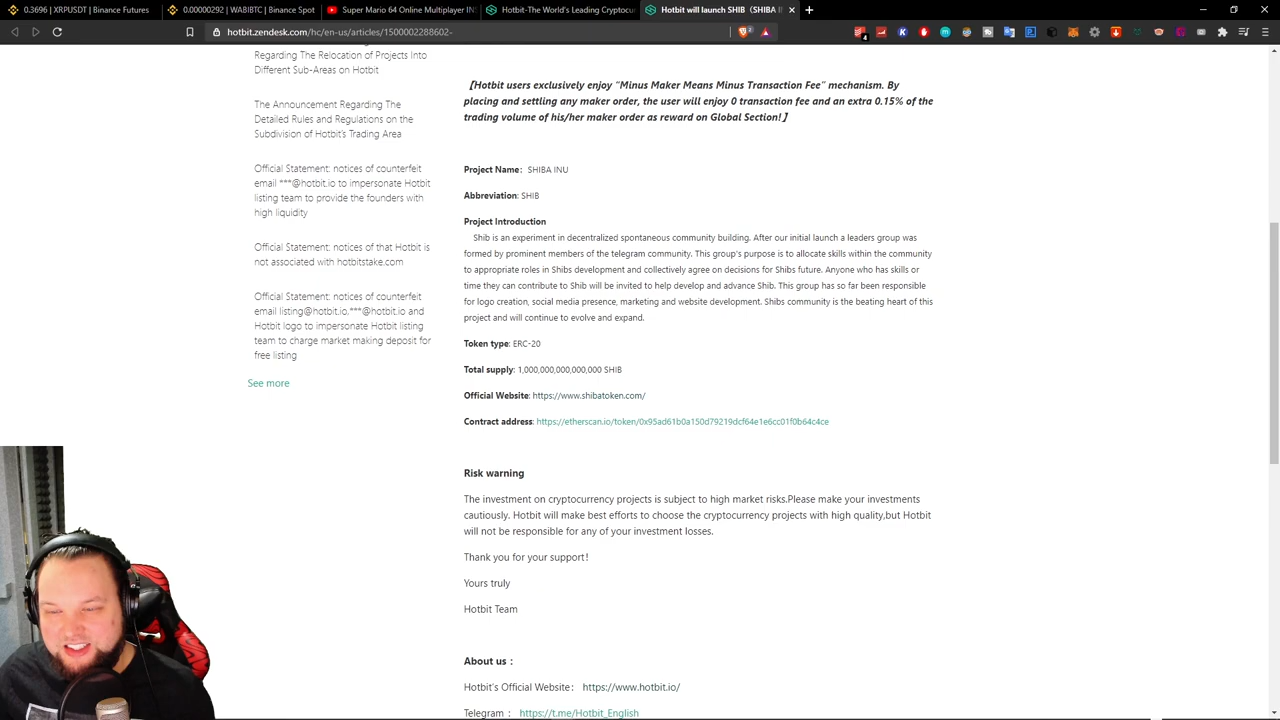 0.3696 | XRPUSDT | Binance Futures
0.00000292 | WABIBTC | Binance Spot
Super Mario 64 Online Multiplayer IN
Hotbit-The World's Leading Cryptocur
Hotbit will launch SHIB（SHIBA IN
hotbit.zendesk.com/hc/en-us/articles/1500002288602-
Regarding The Relocation of Projects Into
Different Sub-Areas on Hotbit
The Announcement Regarding The
Detailed Rules and Regulations on the
Subdivision of Hotbit's Trading Area
Official Statement: notices of counterfeit
email ***@hotbit.io to impersonate Hotbit
listing team to provide the founders with
high liquidity
Official Statement: notices of that Hotbit is
not associated with hotbitstake.com
Official Statement: notices of counterfeit
email listing@hotbit.io,***@hotbit.io and
Hotbit logo to impersonate Hotbit listing
team to charge market making deposit for
free listing
See more
【Hotbit users exclusively enjoy "Minus Maker Means Minus Transaction Fee" mechanism. By
placing and settling any maker order, the user will enjoy 0 transaction fee and an extra 0.15% of the
trading volume of his/her maker order as reward on Global Section!】
Project Name： SHIBA INU
Abbreviation: SHIB
Project Introduction
Shib is an experiment in decentralized spontaneous community building. After our initial launch a leaders group was
formed by prominent members of the telegram community. This group's purpose is to allocate skills within the community
to appropriate roles in Shibs development and collectively agree on decisions for Shibs future. Anyone who has skills or
time they can contribute to Shib will be invited to help develop and advance Shib. This group has so far been responsible
for logo creation, social media presence, marketing and website development. Shibs community is the beating heart of this
project and will continue to evolve and expand.
Token type: ERC-20
Total supply: 1,000,000,000,000,000 SHIB
Official Website: https://www.shibatoken.com/
Contract address: https://etherscan.io/token/0x95ad61b0a150d79219dcf64e1e6cc01f0b64c4ce
Risk warning
The investment on cryptocurrency projects is subject to high market risks.Please make your investments
cautiously. Hotbit will make best efforts to choose the cryptocurrency projects with high quality,but Hotbit
will not be responsible for any of your investment losses.
Thank you for your support！
Yours truly
Hotbit Team
About us：
Hotbit's Official Website： https://www.hotbit.io/
Telegram： https://t.me/Hotbit_English